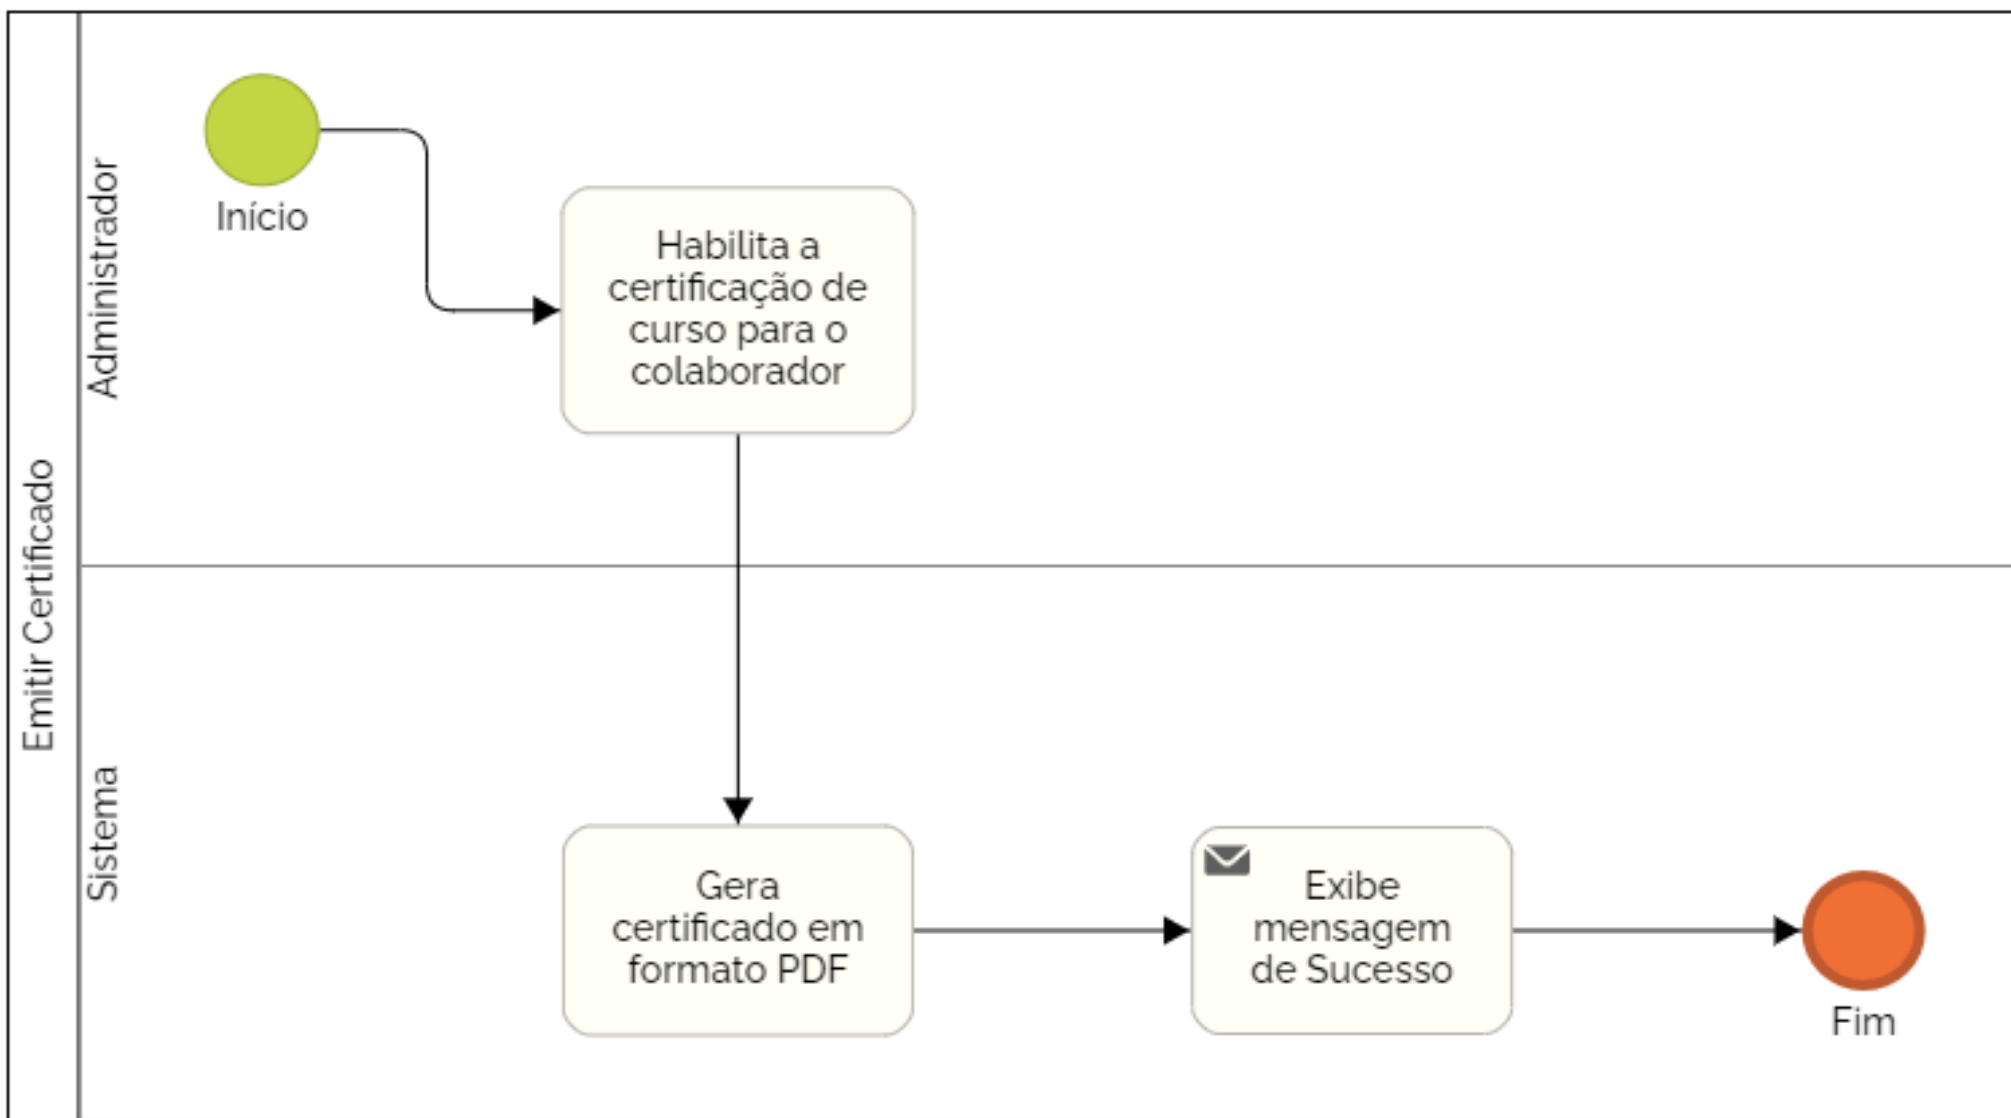 Emitir Certificado
Administrador
Início
Habilita a
certificação de
curso para o
colaborador
Sistema
Gera
certificado em
formato PDF
Exibe
mensagem
de Sucesso
Fim